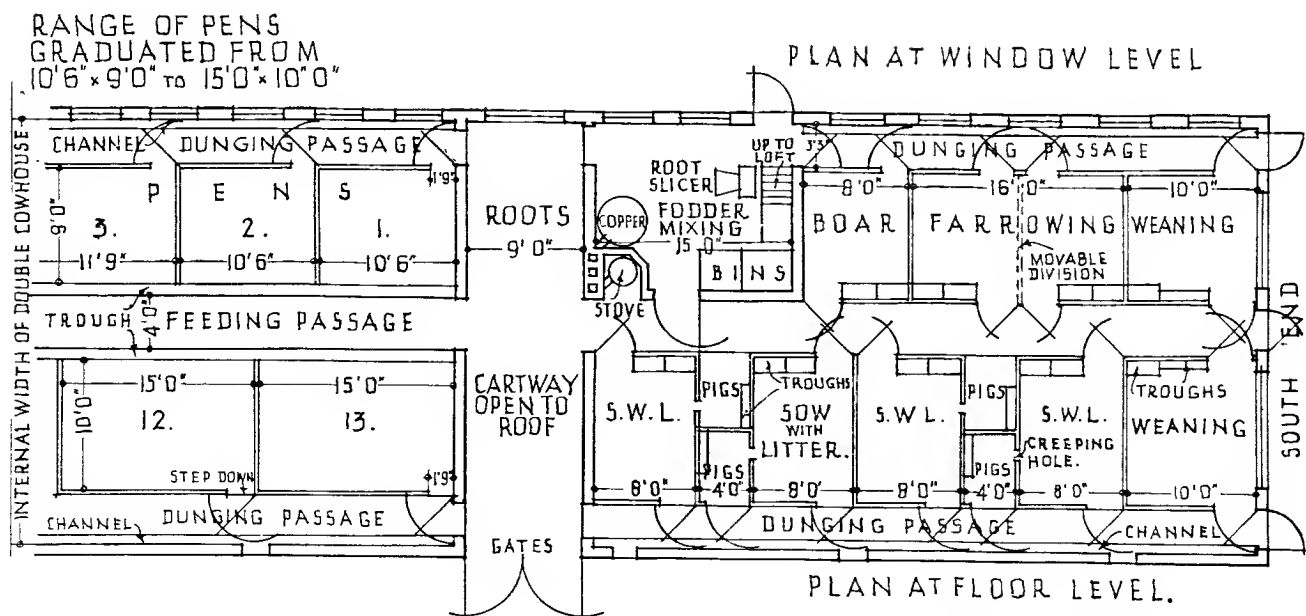 RANGE OF PENS
GRADUATED FROM
10'6" × 9'0" TO 15'0" × 10'0"
PLAN AT WINDOW LEVEL
INTERNAL WIDTH OF DOUBLE COWHOUSE
CHANNEL
DUNGING PASSAGE
PENS
1'9"
9'0"
3.
2.
1.
11'9"
10'6"
10'6"
TROUGH
4'0"
FEEDING PASSAGE
15'0"
15'0"
10'0"
12.
13.
STEP DOWN
1'9"
CHANNEL
DUNGING PASSAGE
ROOTS
9'0"
CARTWAY
OPEN TO
ROOF
GATES
UP TO
LOFT
3'3"
ROOT
SLICER
COPPER
FODDER
MIXING
15'0"
BINS
STOVE
DUNGING PASSAGE
8'0"
16'0"
10'0"
BOAR
FARROWING
WEANING
MOVABLE
DIVISION
S.W.L.
PIGS
TROUGHS
SOW
WITH
LITTER.
S.W.L.
PIGS
S.W.L.
TROUGHS
WEANING
PIGS
PIGS
CREEPING
HOLE.
8'0"
4'0"
8'0"
8'0"
4'0"
8'0"
10'0"
DUNGING PASSAGE
CHANNEL
SOUTH END
PLAN AT FLOOR LEVEL.